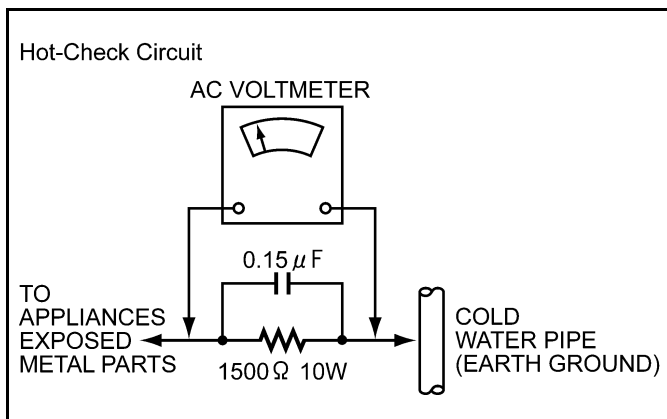 Hot-Check Circuit
AC VOLTMETER
0.15 μF
TO
APPLIANCES
EXPOSED
METAL PARTS
1500 Ω 10W
COLD
WATER PIPE
(EARTH GROUND)